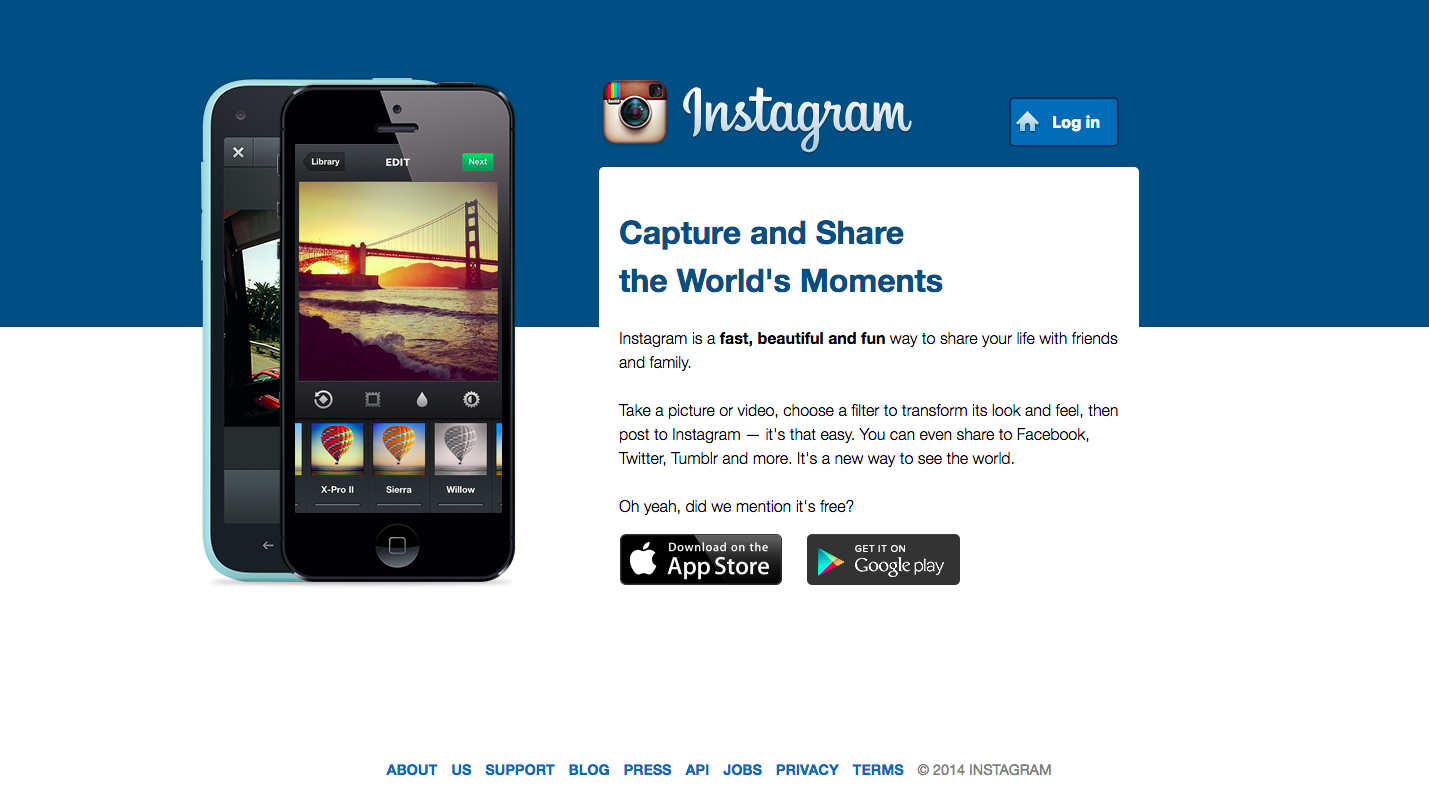 Instagram
Log in
Library
EDIT
Next
X-Pro II
Sierra
Willow
Capture and Share
the World's Moments
Instagram is a fast, beautiful and fun way to share your life with friends
and family.
Take a picture or video, choose a filter to transform its look and feel, then
post to Instagram — it's that easy. You can even share to Facebook,
Twitter, Tumblr and more. It's a new way to see the world.
Oh yeah, did we mention it's free?
Download on the
App Store
GET IT ON
Google play
ABOUT US SUPPORT BLOG PRESS API JOBS PRIVACY TERMS © 2014 INSTAGRAM